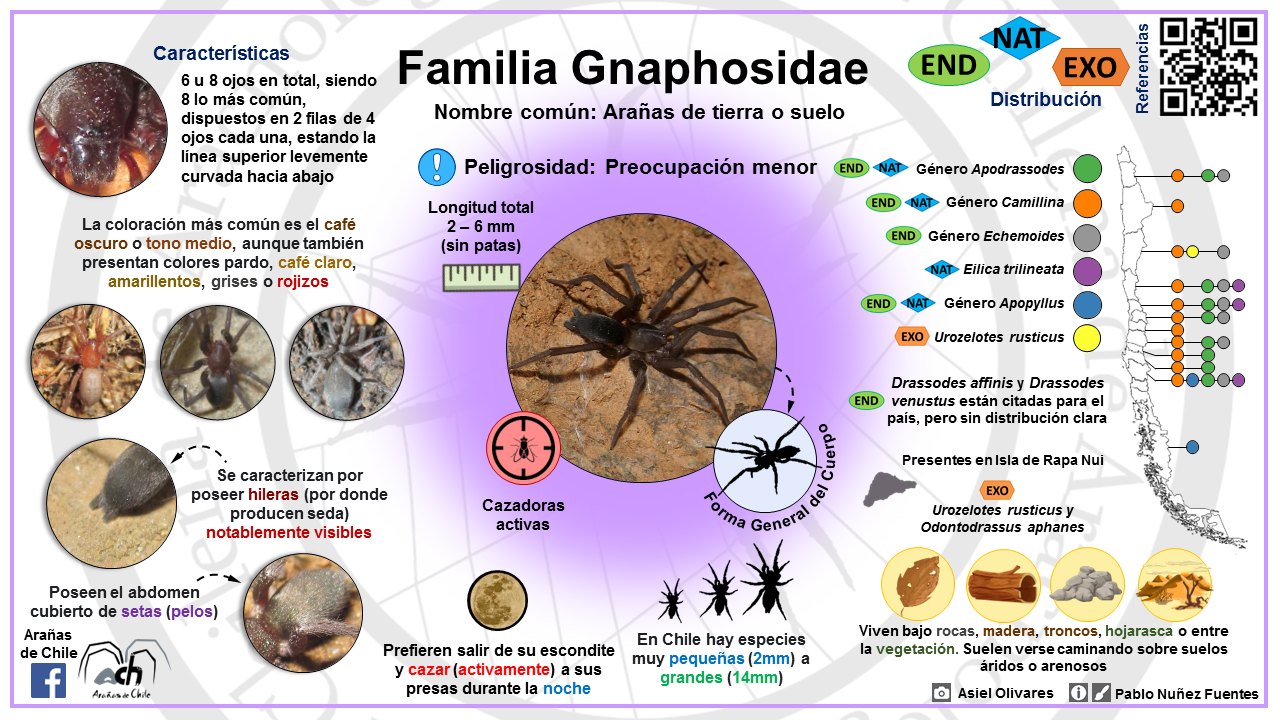 Características
6 u 8 ojos en total, siendo
8 lo más común,
dispuestos en 2 filas de 4
ojos cada una, estando la
línea superior levemente
curvada hacia abajo
La coloración más común es el café
oscuro o tono medio, aunque también
presentan colores pardo, café claro,
amarillentos, grises o rojizos
Se caracterizan por
poseer hileras (por donde
producen seda)
notablemente visibles
Poseen el abdomen
cubierto de setas (pelos)
Arañas
de Chile
ach
Arañas de Chile
Familia Gnaphosidae
Nombre común: Arañas de tierra o suelo
Peligrosidad: Preocupación menor
Longitud total
2 – 6 mm
(sin patas)
Cazadoras
activas
Forma General del Cuerpo
Prefieren salir de su escondite
y cazar (activamente) a sus
presas durante la noche
En Chile hay especies
muy pequeñas (2mm) a
grandes (14mm)
END NAT EXO
Distribución
Referencias
END NAT Género Apodrassodes
END NAT Género Camillina
END Género Echemoides
NAT Eilica trilineata
END NAT Género Apopyllus
EXO Urozelotes rusticus
END Drassodes affinis y Drassodes
venustus están citadas para el
país, pero sin distribución clara
Presentes en Isla de Rapa Nui
EXO
Urozelotes rusticus y
Odontodrassus aphanes
Viven bajo rocas, madera, troncos, hojarasca o entre
la vegetación. Suelen verse caminando sobre suelos
áridos o arenosos
Asiel Olivares
Pablo Nuñez Fuentes